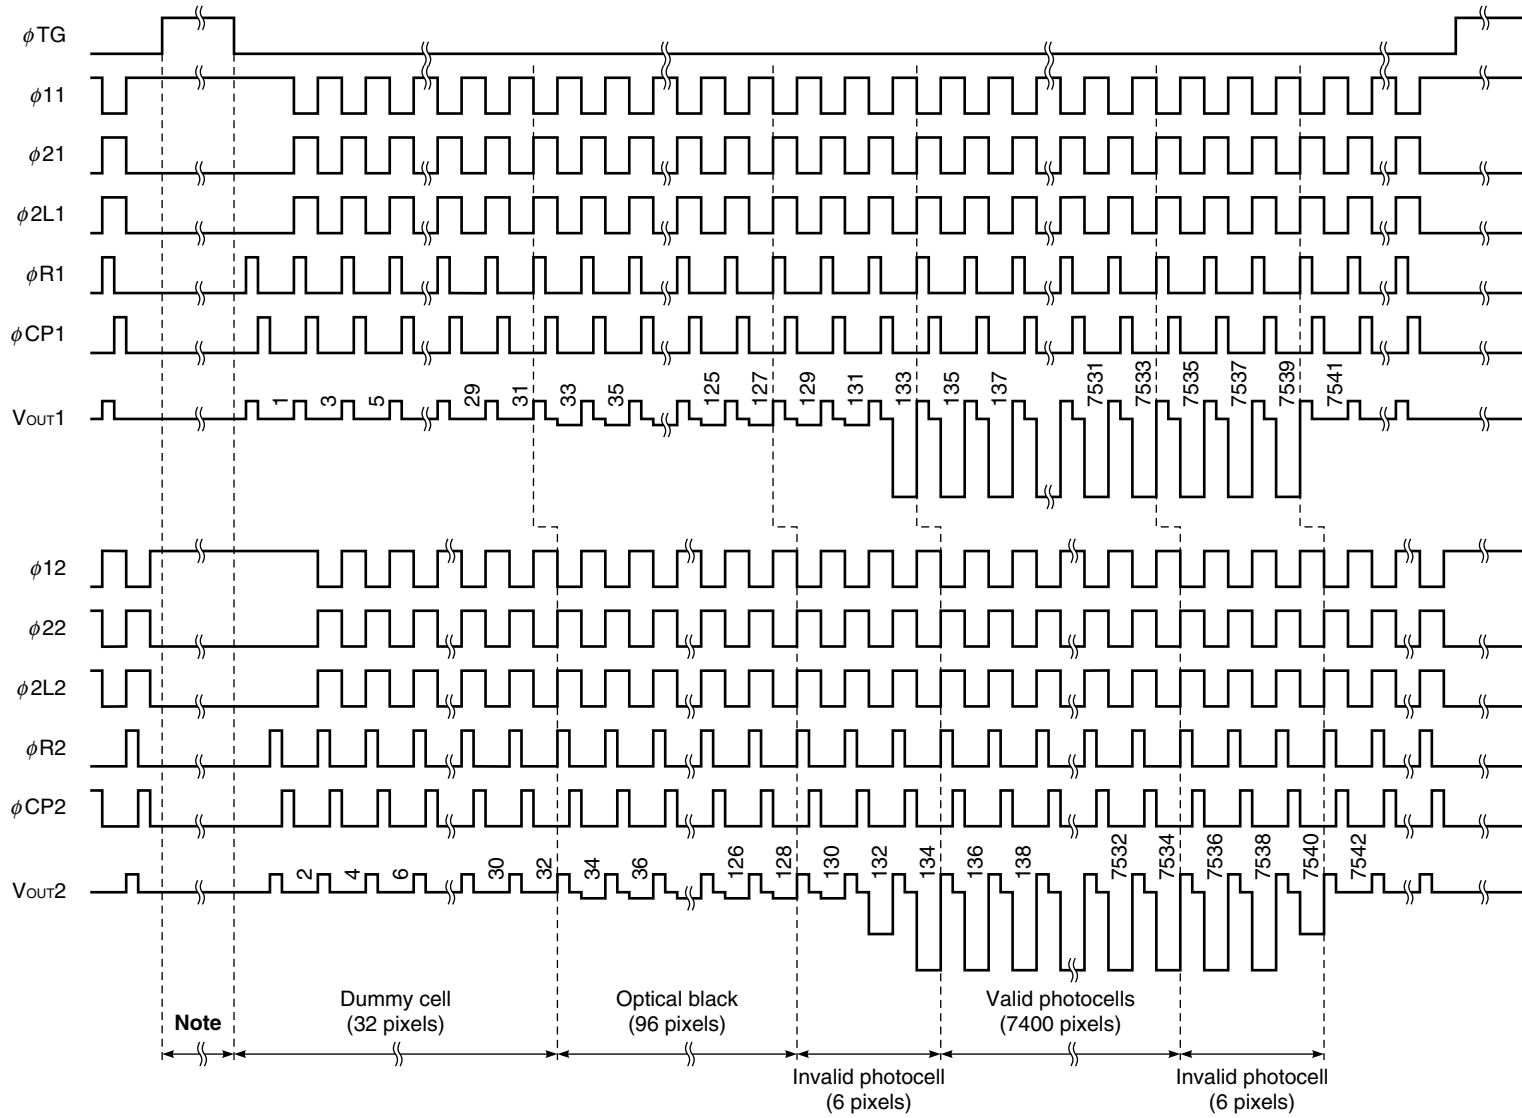 ϕTG
ϕ11
ϕ21
ϕ2L1
ϕR1
ϕCP1
1 3 5 29 31 33 35 125 127 129 131 133 135 137 7531 7533 7535 7537 7539 7541
VOUT1
ϕ12
ϕ22
ϕ2L2
ϕR2
ϕCP2
2 4 6 30 32 34 36 126 128 130 132 134 136 138 7532 7534 7536 7538 7540 7542
VOUT2
Note
Dummy cell
(32 pixels)
Optical black
(96 pixels)
Invalid photocell
(6 pixels)
Valid photocells
(7400 pixels)
Invalid photocell
(6 pixels)